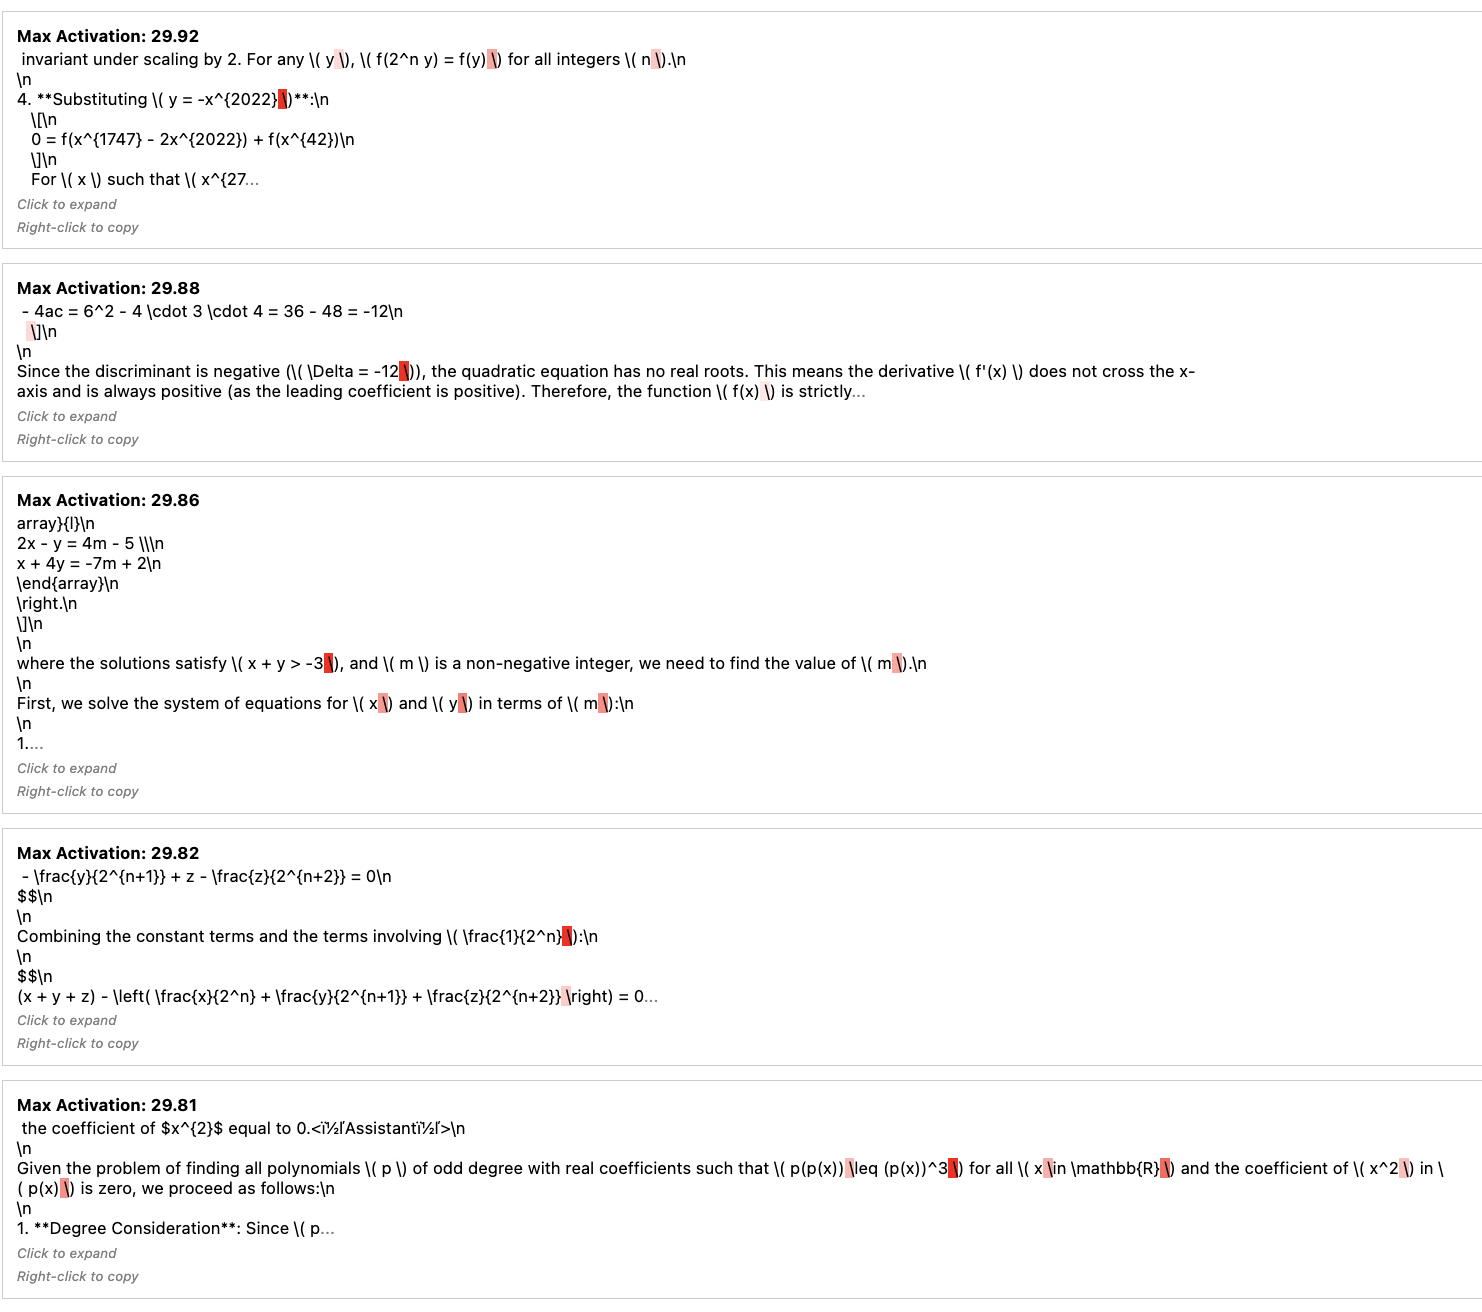 Max Activation: 29.92
invariant under scaling by 2. For any \( y \), \( f(2^n y) = f(y) \) for all integers \( n \).\n
\n
4. **Substituting \( y = -x^{2022} \)**:\n
\[\n
0 = f(x^{1747} - 2x^{2022}) + f(x^{42})\n
\]\n
For \( x \) such that \( x^{27...
Click to expand
Right-click to copy
Max Activation: 29.88
- 4ac = 6^2 - 4 \cdot 3 \cdot 4 = 36 - 48 = -12\n
\]\n
\n
Since the discriminant is negative (\( \Delta = -12 \)), the quadratic equation has no real roots. This means the derivative \( f'(x) \) does not cross the x-
axis and is always positive (as the leading coefficient is positive). Therefore, the function \( f(x) \) is strictly...
Click to expand
Right-click to copy
Max Activation: 29.86
array}{l}\n
2x - y = 4m - 5 \\\n
x + 4y = -7m + 2\n
\end{array}\n
\right.\n
\]\n
\n
where the solutions satisfy \( x + y > -3 \), and \( m \) is a non-negative integer, we need to find the value of \( m \).\n
\n
First, we solve the system of equations for \( x \) and \( y \) in terms of \( m \):\n
\n
1....
Click to expand
Right-click to copy
Max Activation: 29.82
- \frac{y}{2^{n+1}} + z - \frac{z}{2^{n+2}} = 0\n
$$\n
\n
Combining the constant terms and the terms involving \( \frac{1}{2^n} \):\n
\n
$$\n
(x + y + z) - \left( \frac{x}{2^n} + \frac{y}{2^{n+1}} + \frac{z}{2^{n+2}} \right) = 0...
Click to expand
Right-click to copy
Max Activation: 29.81
the coefficient of $x^{2}$ equal to 0.<ï½ľAssistantï½ľ>\n
\n
Given the problem of finding all polynomials \( p \) of odd degree with real coefficients such that \( p(p(x)) \leq (p(x))^3 \) for all \( x \in \mathbb{R} \) and the coefficient of \( x^2 \) in \
( p(x) \) is zero, we proceed as follows:\n
\n
1. **Degree Consideration**: Since \( p...
Click to expand
Right-click to copy